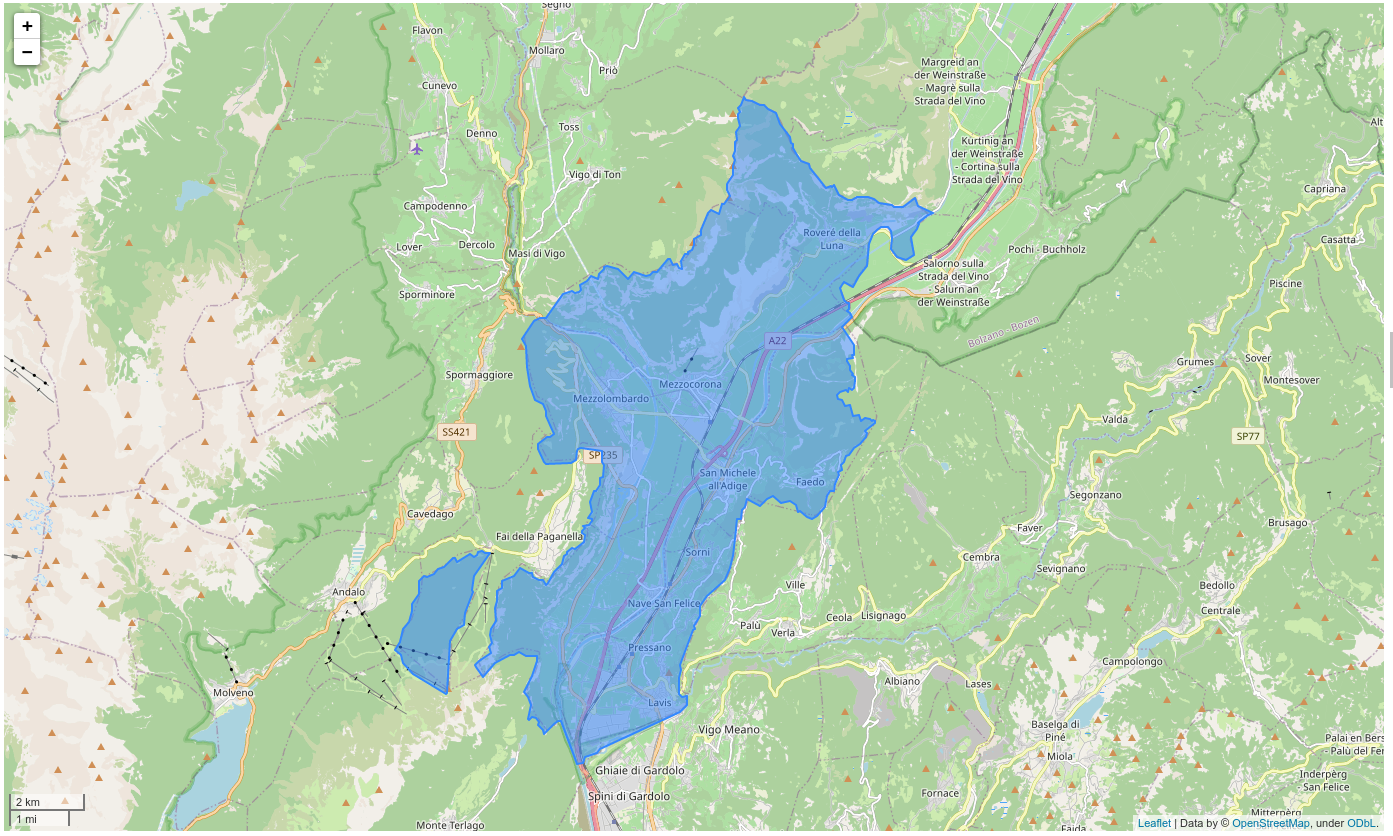 +
−
Segno
Flavon
Mollaro
Priò
Cunevo
Margreid an
der Weinstraße
- Magrè sulla
Strada del Vino
Denno
Toss
Alt
Kurtinig an
der Weinstraße
- Cortina sulla
Strada del Vino
Vigo di Ton
Capriana
Campodenno
Roveré della
Luna
Casatta
Lover
Dercolo
Masi di Vigo
Pochi - Buchholz
Salorno sulla
Strada del Vino
- Salurn an
der Weinstraße
Piscine
Sporminore
Bolzano - Bozen
A22
Grumes
Sover
Spormaggiore
Mezzocorona
Montesover
Mezzolombardo
Valda
SS421
SP77
SP235
San Michele
all'Adige
Faedo
Segonzano
Cavedago
Brusago
Faver
Fai della Paganella
Sorni
Cembra
Sevignano
Andalo
Ville
Bedollo
Nave San Felice
Centrale
Ceola
Lisignago
Palù
Verla
Pressano
Campolongo
Albiano
Lases
Molveno
Lavis
Vigo Meano
Baselga di
Piné
Miola
Palai en Bers
- Palù del Fer
Ghiaie di Gardolo
Inderpèrg
- San Felice
Spini di Gardolo
Fornace
2 km
1 mi
Mitterpèrg
Monte Terlago
Faida
Leaflet | Data by © OpenStreetMap, under ODbL.